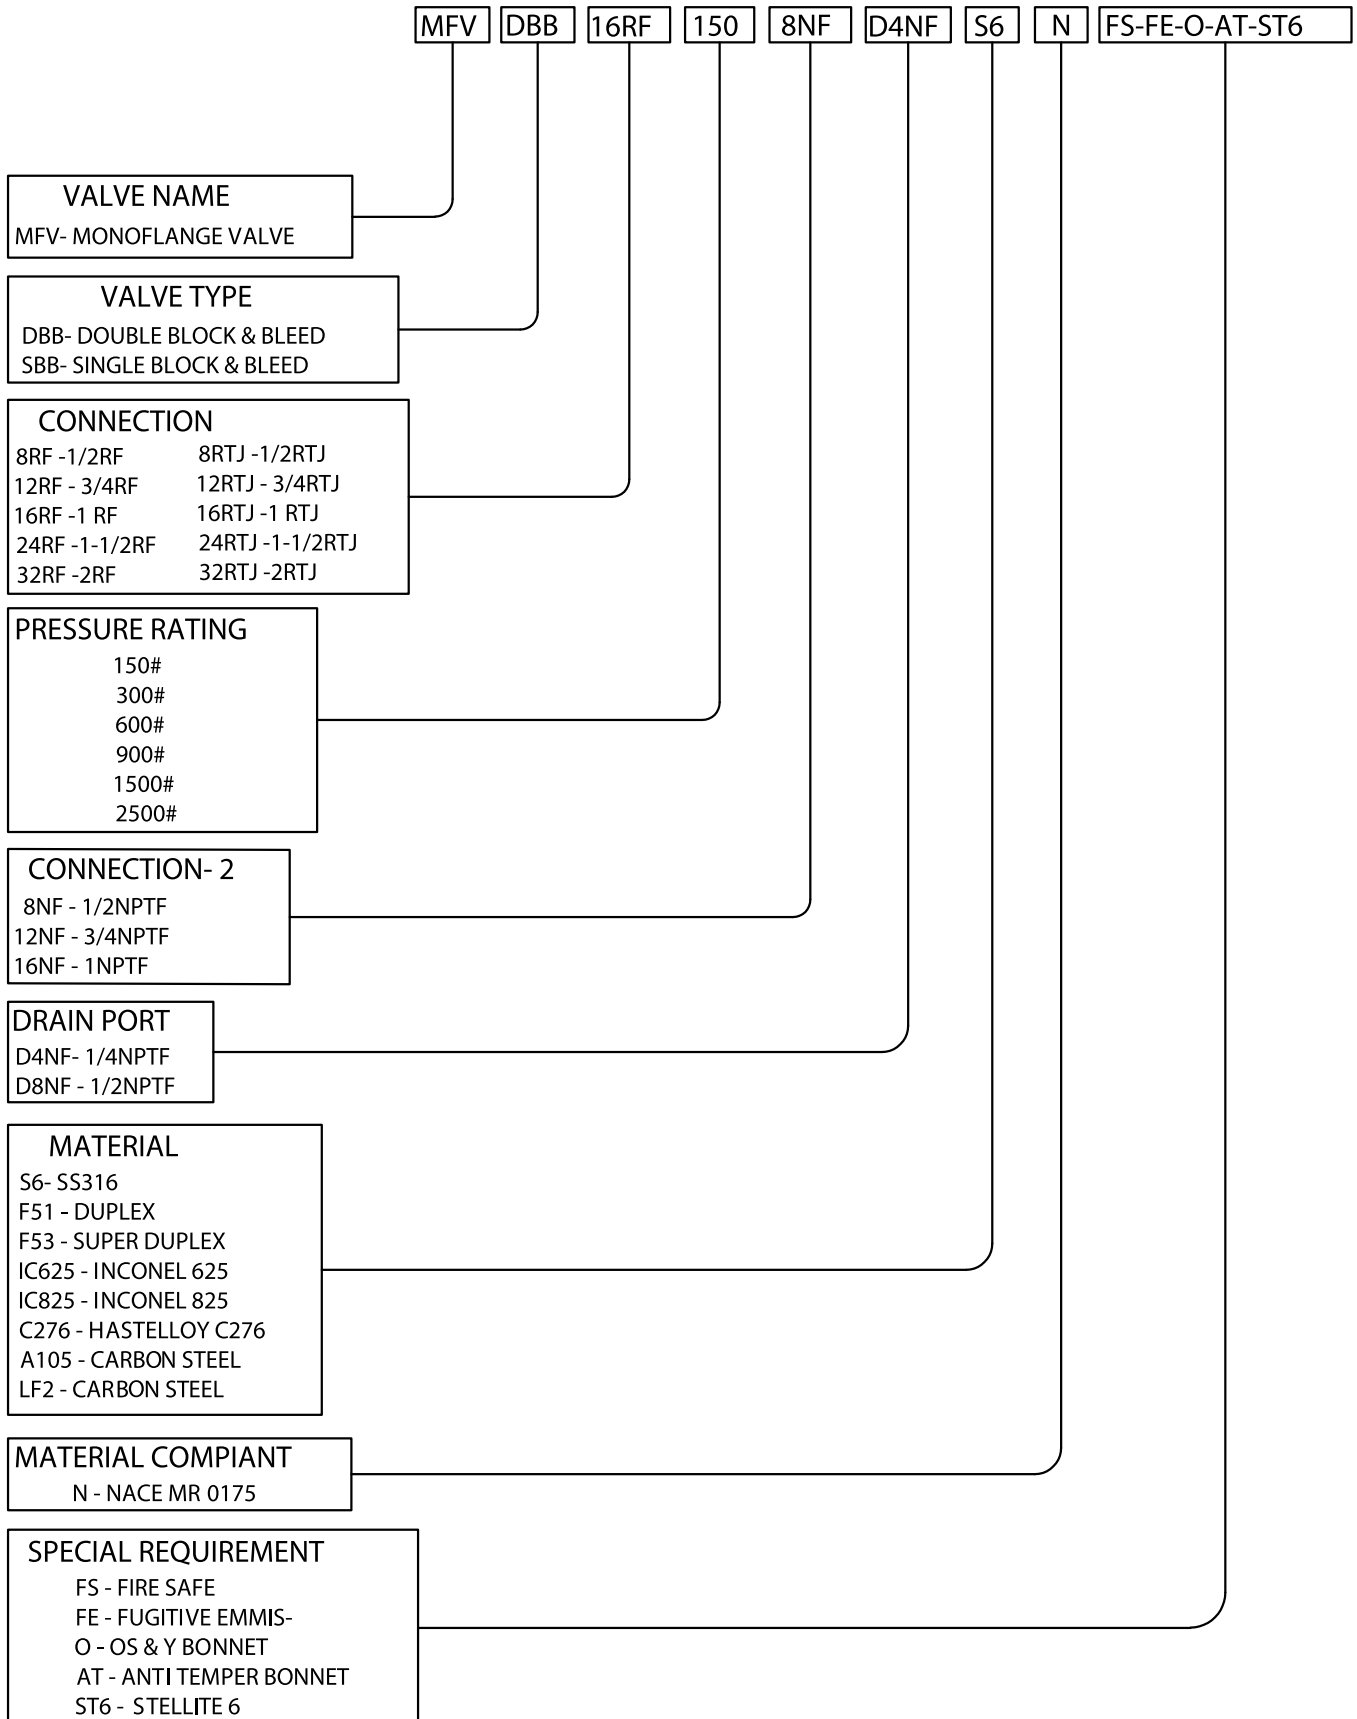 MFV DBB 16RF 150 8NF D4NF S6 N FS-FE-O-AT-ST6
VALVE NAME
MFV- MONOFLANGE VALVE
VALVE TYPE
DBB- DOUBLE BLOCK & BLEED
SBB- SINGLE BLOCK & BLEED
CONNECTION
8RF -1/2RF 8RTJ -1/2RTJ
12RF - 3/4RF 12RTJ - 3/4RTJ
16RF -1 RF 16RTJ -1 RTJ
24RF -1-1/2RF 24RTJ -1-1/2RTJ
32RF -2RF 32RTJ -2RTJ
PRESSURE RATING
150#
300#
600#
900#
1500#
2500#
CONNECTION- 2
8NF - 1/2NPTF
12NF - 3/4NPTF
16NF - 1NPTF
DRAIN PORT
D4NF- 1/4NPTF
D8NF - 1/2NPTF
MATERIAL
S6- SS316
F51 - DUPLEX
F53 - SUPER DUPLEX
IC625 - INCONEL 625
IC825 - INCONEL 825
C276 - HASTELLOY C276
A105 - CARBON STEEL
LF2 - CARBON STEEL
MATERIAL COMPIANT
N - NACE MR 0175
SPECIAL REQUIREMENT
FS - FIRE SAFE
FE - FUGITIVE EMMIS-
O - OS & Y BONNET
AT - ANTI TEMPER BONNET
ST6 - STELLITE 6